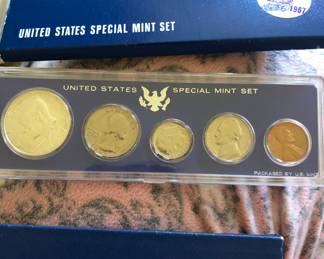 1967
UNITED STATES SPECIAL MINT SET
UNITED STATES SPECIAL MINT SET
PACKAGED BY U.S. MINT